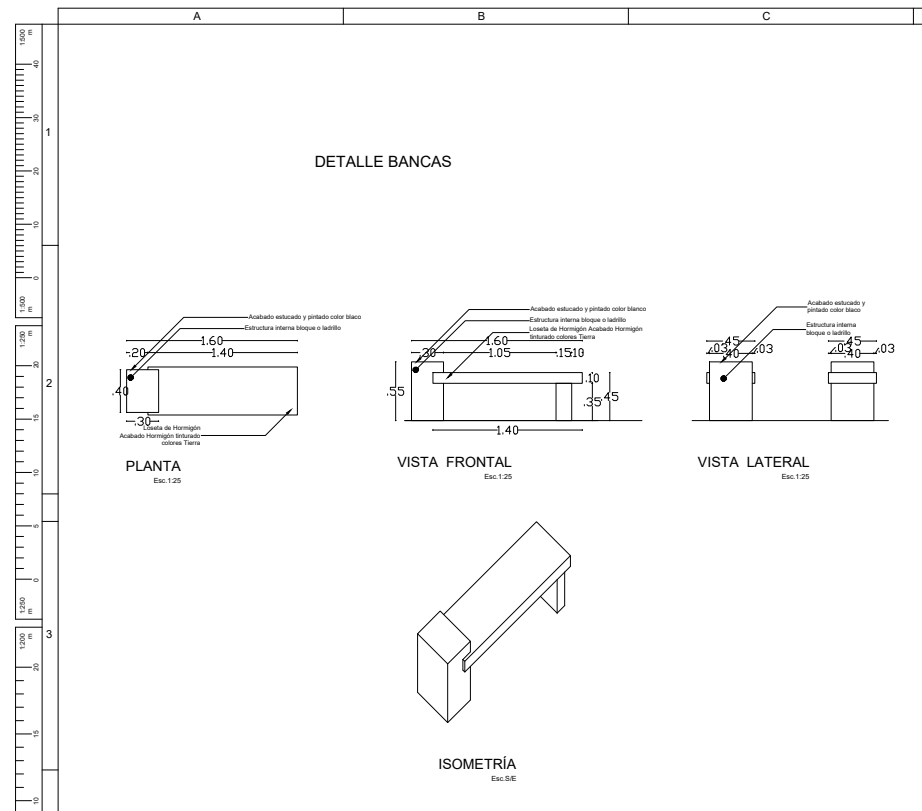 A B C
1:500 m
40
30
20
10
0
1:500 m
1
DETALLE BANCAS
1:250 m
20
15
10
5
0
1:250 m
2
Acabado estucado y pintado color blaco
Estructura interna bloque o ladrillo
1.60
.20 1.40
.40
.30
Loseta de Hormigón
Acabado Hormigón tinturado
colores Tierra
PLANTA
Esc.1:25
Acabado estucado y pintado color blanco
Estructura interna bloque o ladrillo
Loseta de Hormigón Acabado Hormigón
tinturado colores Tierra
1.60
.30 1.05 .15 .10
.55
.10
.35
.45
1.40
VISTA FRONTAL
Esc.1:25
Acabado estucado y
pintado color blaco
Estructura interna
bloque o ladrillo
.45
.03 .03
.40
.45
.03 .03
.40
VISTA LATERAL
Esc.1:25
3
1:200 m
20
15
10
ISOMETRÍA
Esc.S/E